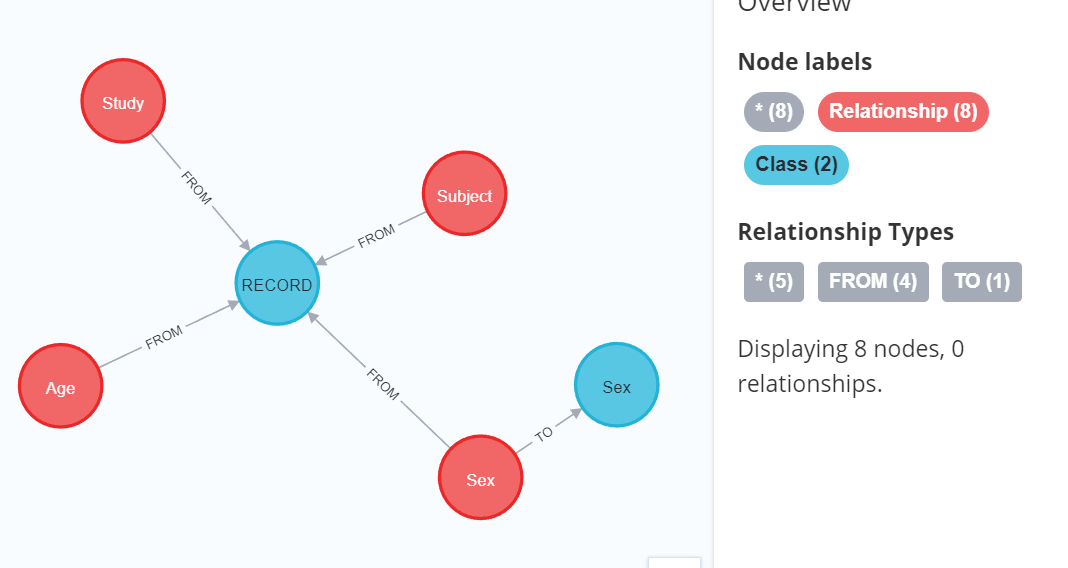 Study
FROM
Subject
FROM
RECORD
FROM
Age
FROM
Sex
TO
Sex
Overview
Node labels
* (8) Relationship (8)
Class (2)
Relationship Types
* (5) FROM (4) TO (1)
Displaying 8 nodes, 0
relationships.